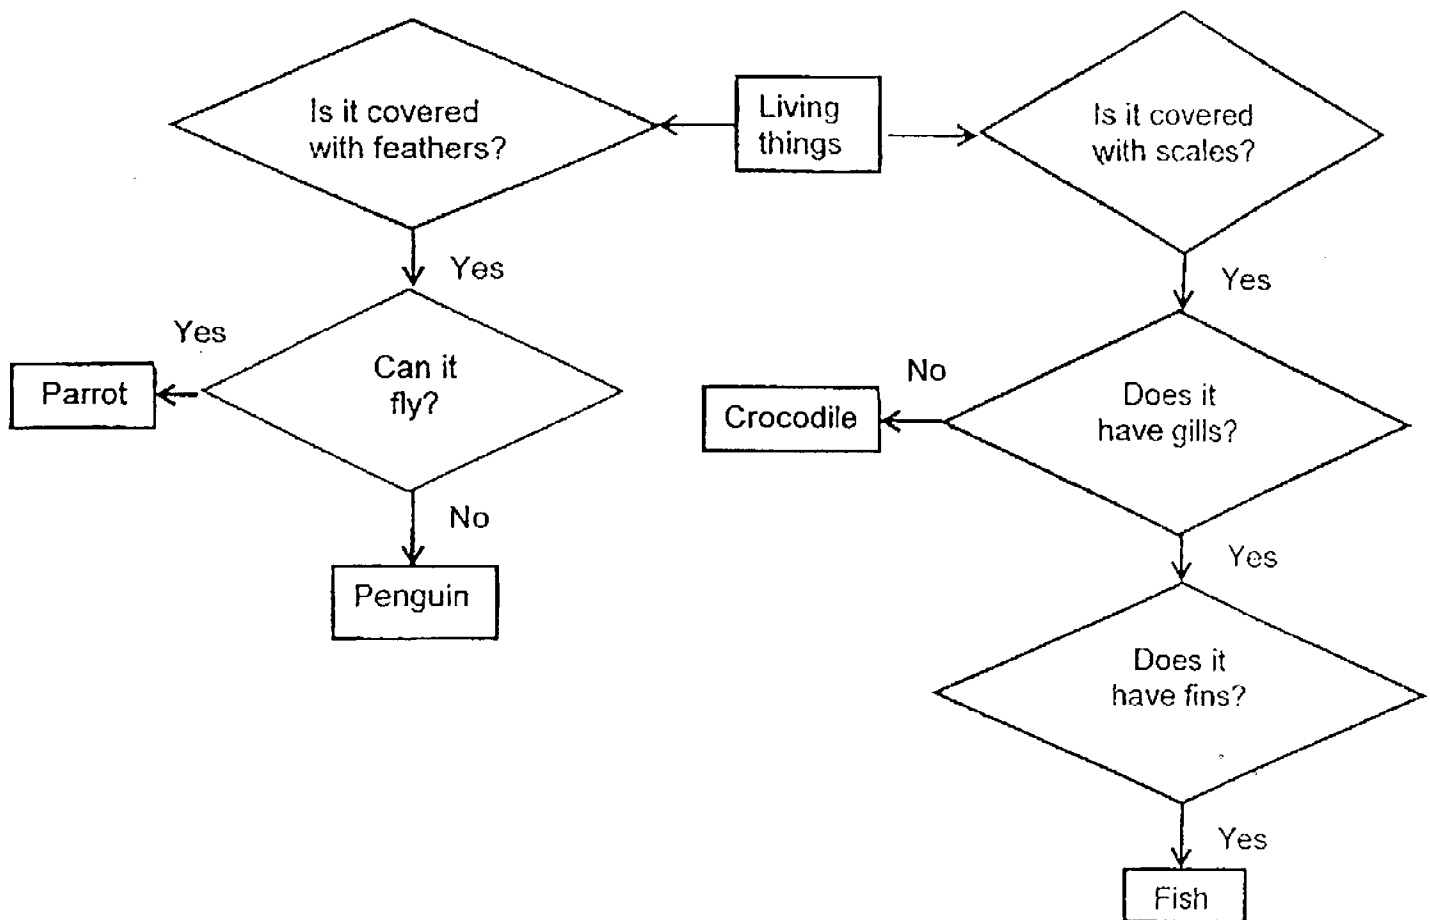 Living
things
Is it covered
with feathers?
Yes
Can it
fly?
Yes
Parrot
No
Penguin
Is it covered
with scales?
Yes
Does it
have gills?
No
Crocodile
Yes
Does it
have fins?
Yes
Fish